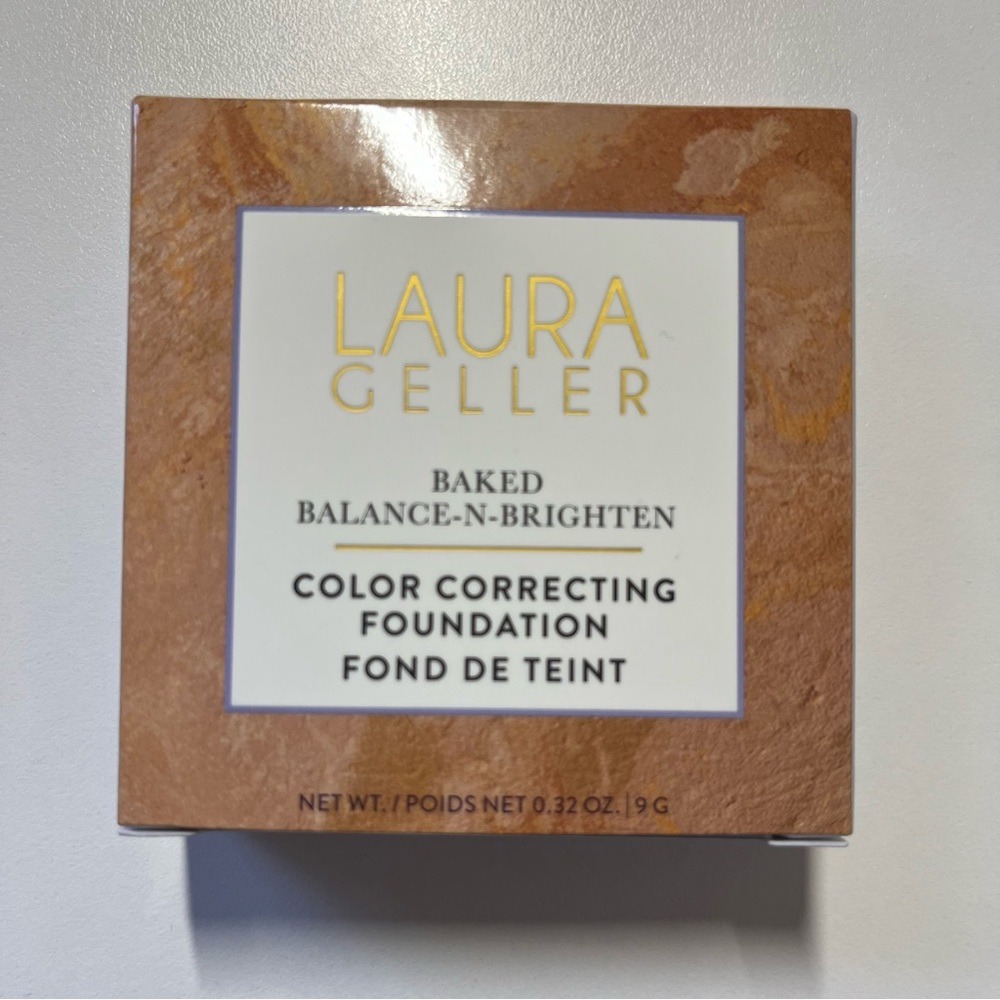 LAURA
GELLER
BAKED
BALANCE-N-BRIGHTEN
COLOR CORRECTING
FOUNDATION
FOND DE TEINT
NET WT. / POIDS NET 0.32 OZ. | 9 G